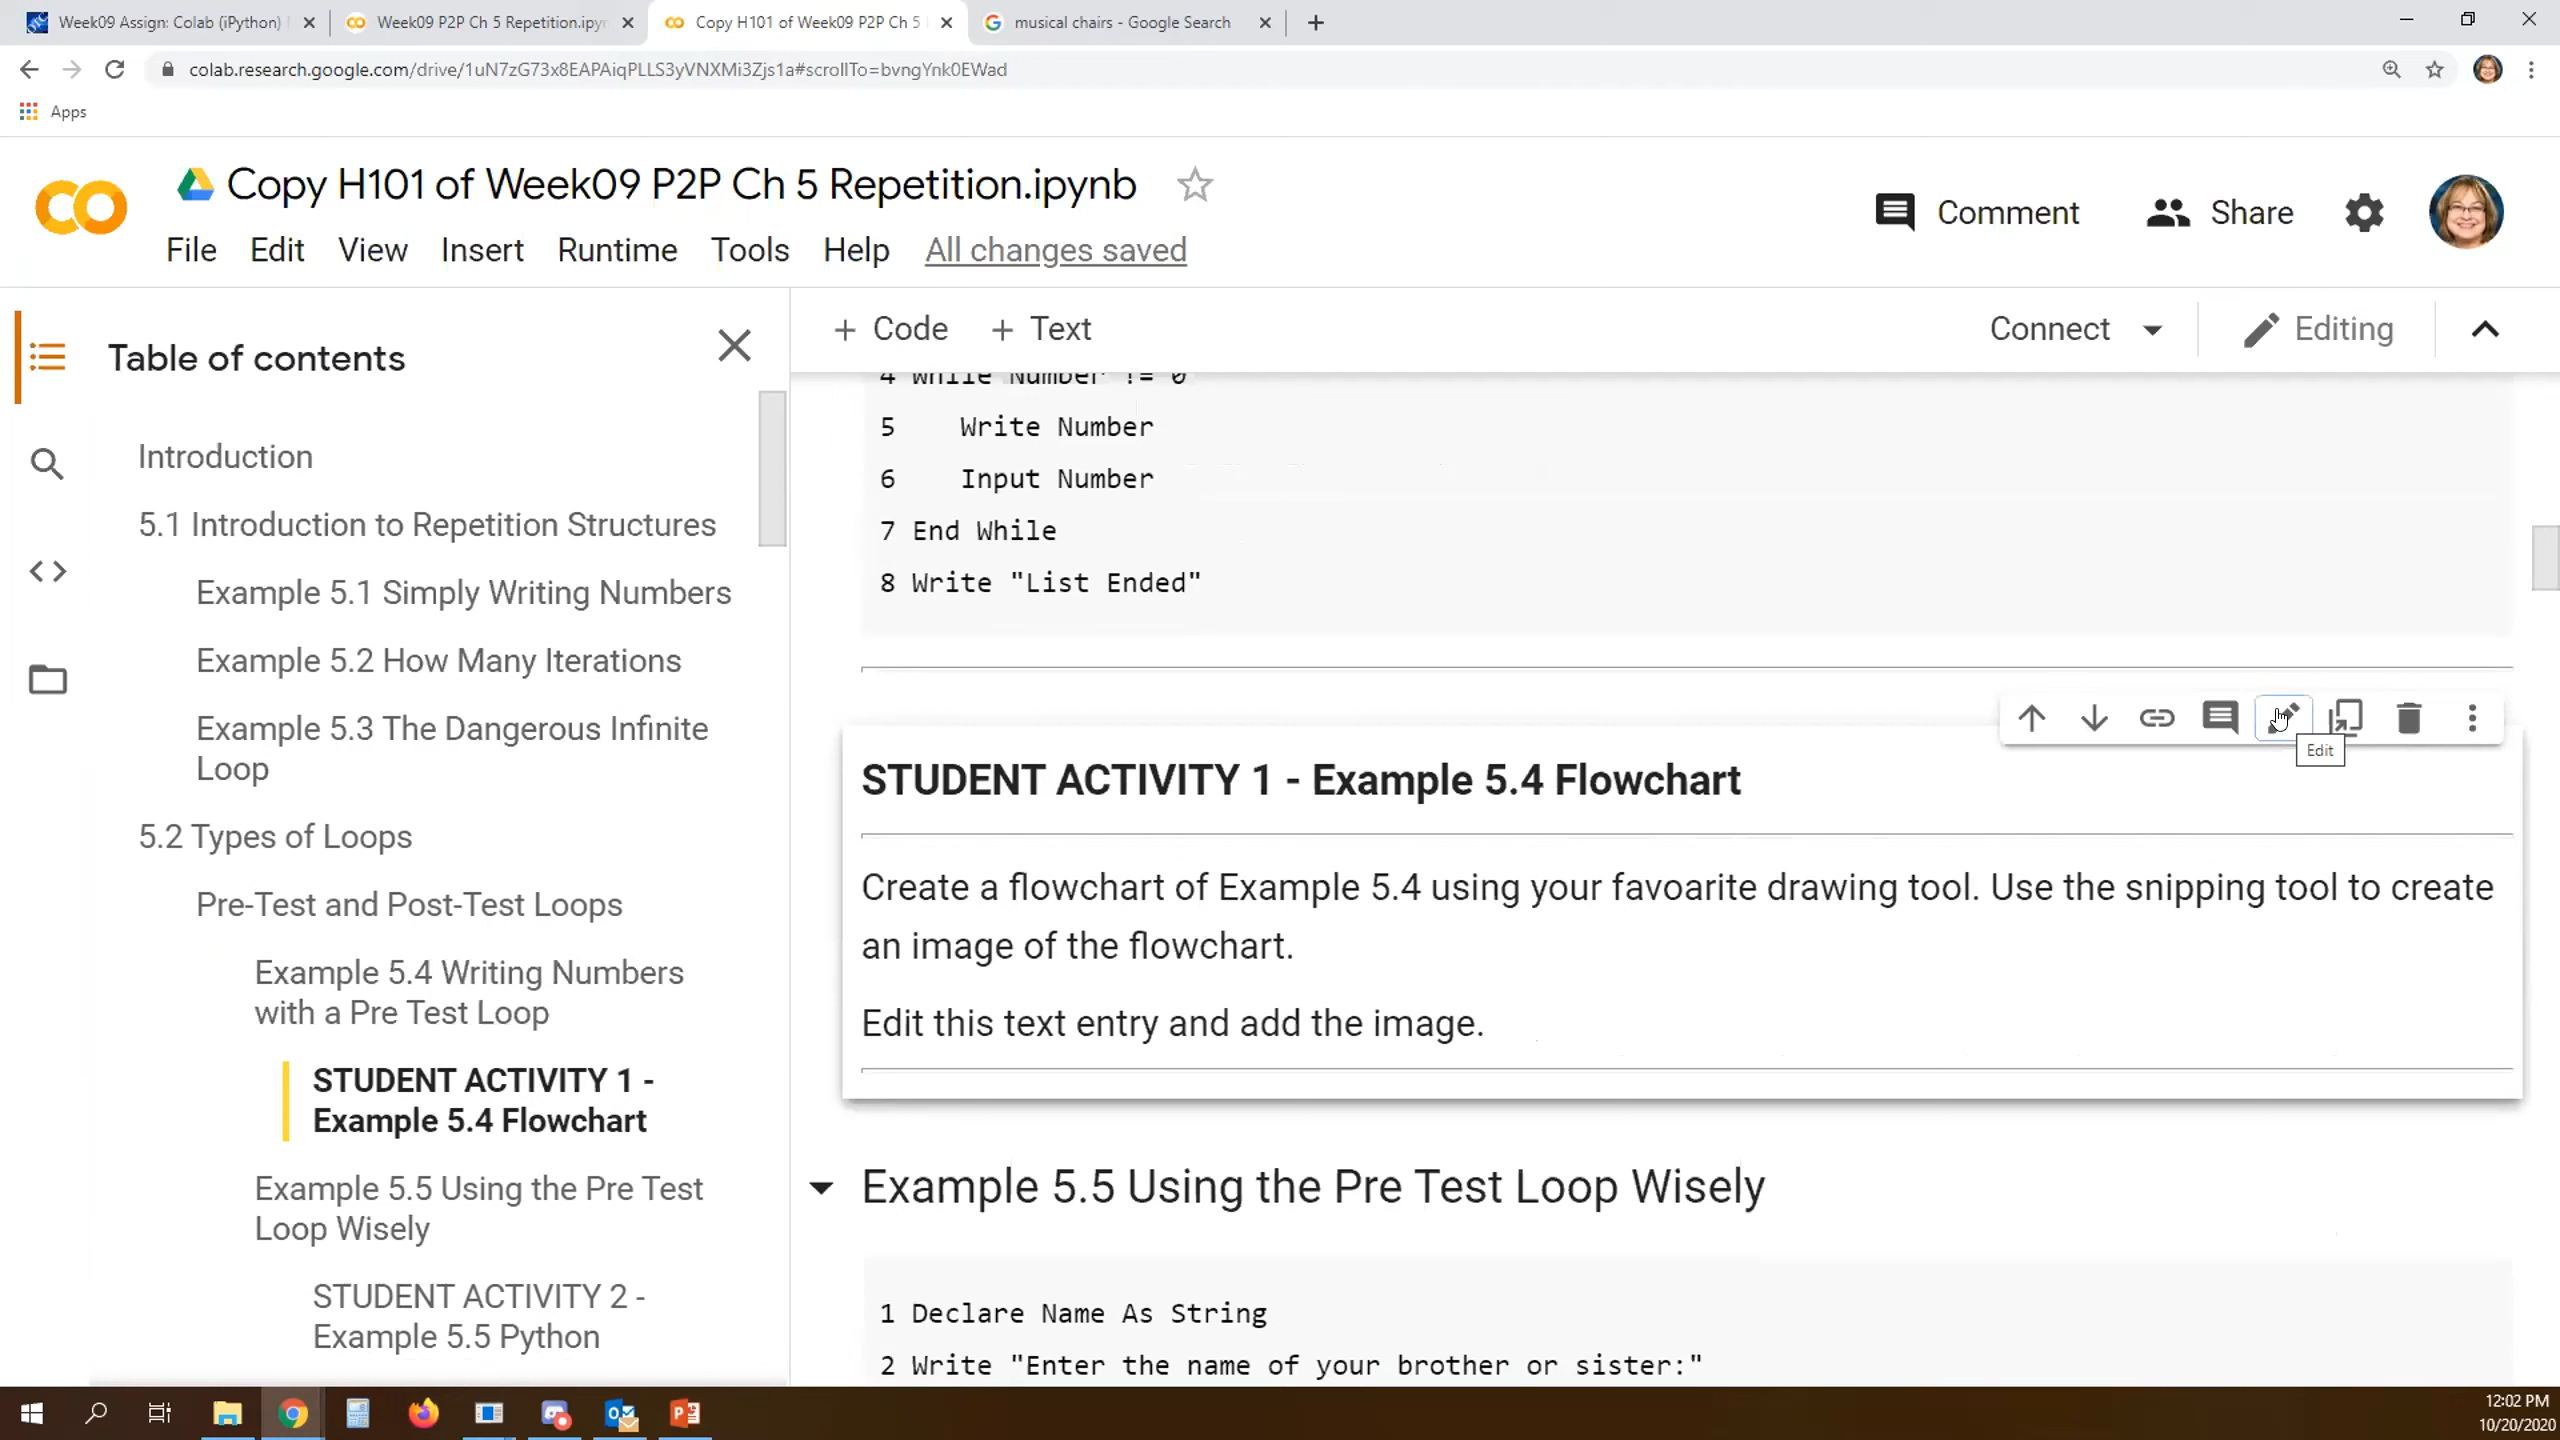 Week09 Assign: Colab (iPython)
Week09 P2P Ch 5 Repetition.ipyr
Copy H101 of Week09 P2P Ch 5
musical chairs - Google Search
colab.research.google.com/drive/1uN7zG73x8EAPAiqPLLS3yVNXMi3Zjs1a#scrollTo=bvngYnk0EWad
Apps
Copy H101 of Week09 P2P Ch 5 Repetition.ipynb
Comment
Share
File Edit View Insert Runtime Tools Help All changes saved
Table of contents
+ Code + Text
Connect
Editing
Introduction
5.1 Introduction to Repetition Structures
Example 5.1 Simply Writing Numbers
Example 5.2 How Many Iterations
Example 5.3 The Dangerous Infinite
Loop
5.2 Types of Loops
Pre-Test and Post-Test Loops
Example 5.4 Writing Numbers
with a Pre Test Loop
STUDENT ACTIVITY 1 -
Example 5.4 Flowchart
Example 5.5 Using the Pre Test
Loop Wisely
STUDENT ACTIVITY 2 -
Example 5.5 Python
4 While Number != 0
5 Write Number
6 Input Number
7 End While
8 Write "List Ended"
Edit
STUDENT ACTIVITY 1 - Example 5.4 Flowchart
Create a flowchart of Example 5.4 using your favoarite drawing tool. Use the snipping tool to create
an image of the flowchart.
Edit this text entry and add the image.
Example 5.5 Using the Pre Test Loop Wisely
1 Declare Name As String
2 Write "Enter the name of your brother or sister:"
12:02 PM
10/20/2020